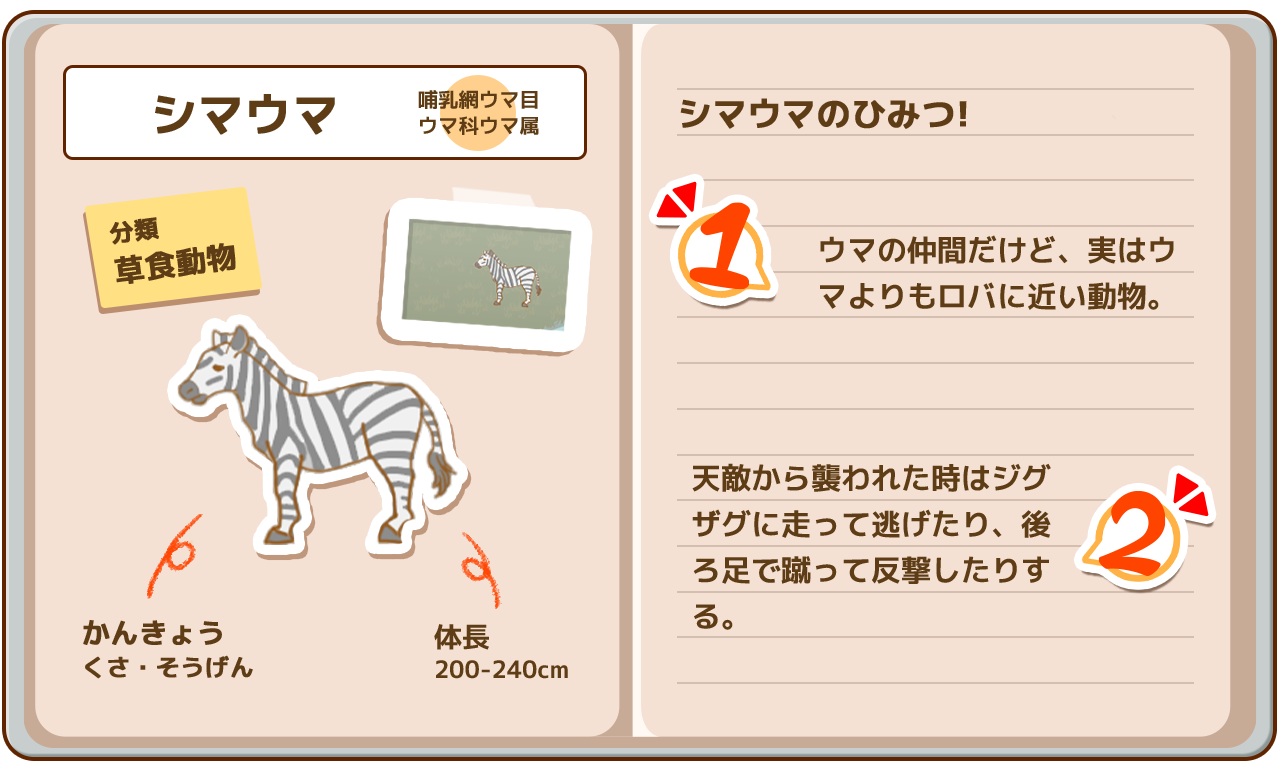 シマウマ
哺乳網ウマ目
ウマ科ウマ属
分類
草食動物
かんきょう
くさ・そうげん
体長
200-240cm
シマウマのひみつ!
1
ウマの仲間だけど、実はウ
マよりもロバに近い動物。
天敵から襲われた時はジグ
ザグに走って逃げたり、後
ろ足で蹴って反撃したりす
る。
2